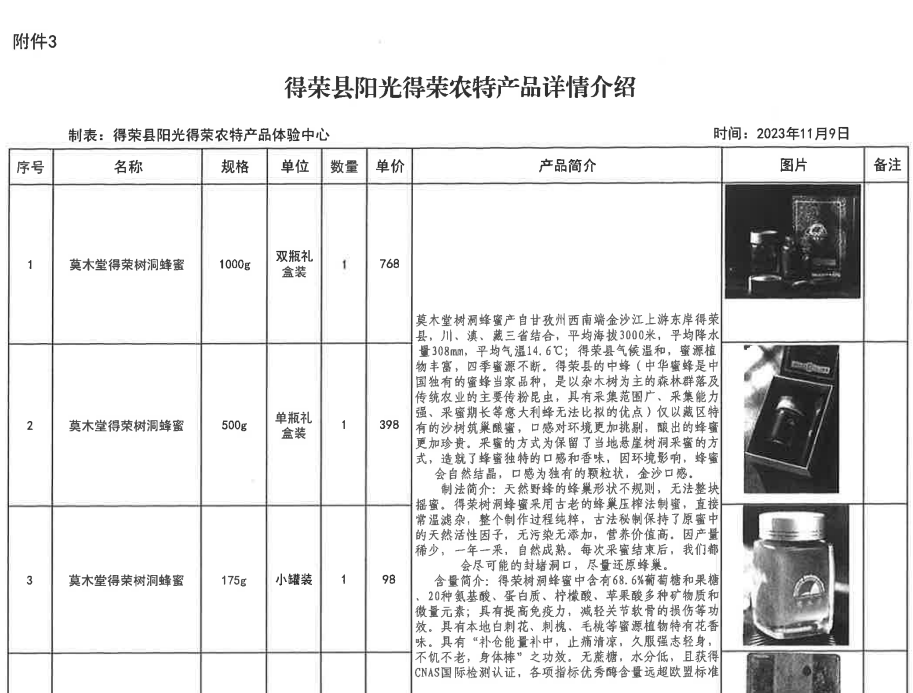 附件3
得荣县阳光得荣农特产品详情介绍
制表：得荣县阳光得荣农特产品体验中心 时间：2023年11月9日
序号 名称 规格 单位 数量 单价 产品简介 图片 备注
1 莫木堂得荣树洞蜂蜜 1000g 双瓶礼盒装 1 768
2 莫木堂得荣树洞蜂蜜 500g 单瓶礼盒装 1 398
3 莫木堂得荣树洞蜂蜜 175g 小罐装 1 98
莫木堂树洞蜂蜜产自甘孜州西南端金沙江上游东岸得荣
县，川、滇、藏三省结合，平均海拔3000米，平均降水
量308mm，平均气温14.6℃；得荣县气候温和，蜜源植
物丰富，四季蜜源不断。得荣县的中蜂（中华蜜蜂是中
国独有的蜜蜂当家品种，是以杂木树为主的森林群落及
传统农业的主要传粉昆虫，具有采集范围广、采集能力
强、采蜜期长等意大利蜂无法比拟的优点）仅以藏区特
有的沙树筑巢酿蜜，口感对环境更加挑剔，酿出的蜂蜜
更加珍贵。采蜜的方式为保留了当地悬崖树洞采蜜的方
式，造就了蜂蜜独特的口感和香味，因环境影响，蜂蜜
会自然结晶，口感为独有的颗粒状，金沙口感。
制法简介：天然野蜂的蜂巢形状不规则，无法整块
摇蜜。得荣树洞蜂蜜采用古老的蜂巢压榨法制蜜，直接
常温滤杂，整个制作过程纯粹，古法秘制保持了原蜜中
的天然活性因子，无污染无添加，营养价值高。因产量
稀少，一年一采，自然成熟。每次采蜜结束后，我们都
会尽可能的封堵洞口，尽量还原蜂巢。
含量简介：得荣树洞蜂蜜中含有68.6%葡萄糖和果糖
、20种氨基酸、蛋白质、柠檬酸、苹果酸多种矿物质和
微量元素；具有提高免疫力，减轻关节软骨的损伤等功
效。具有本地白刺花、刺槐、毛桃等蜜源植物特有花香
味。具有“补仓能量补中，止痛清凉，久服强志轻身，
不饥不老，身体棒”之功效。无蔗糖，水分低，且获得
CNAS国际检测认证，各项指标优秀酶含量远超欧盟标准